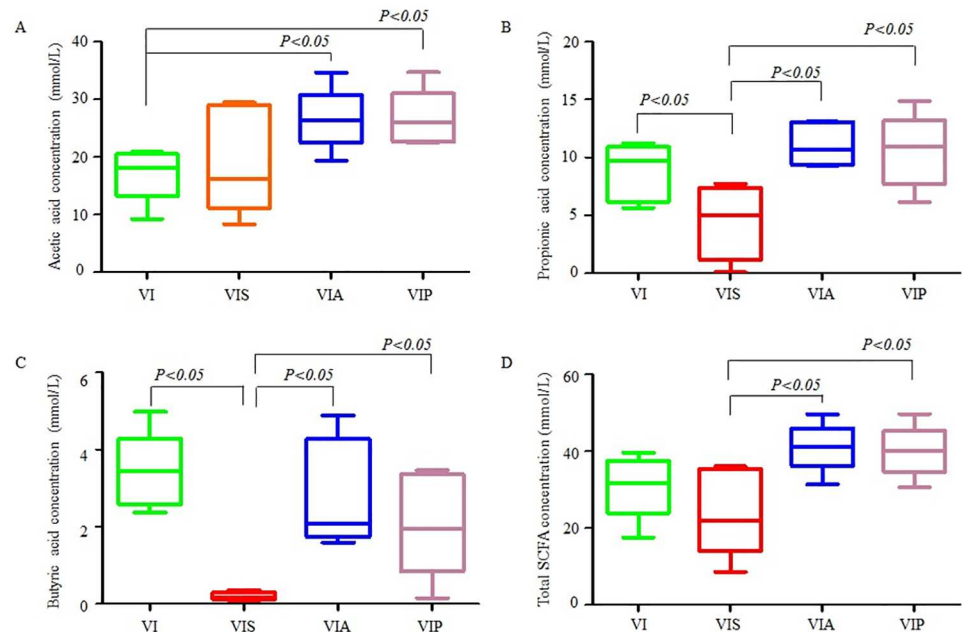 A
P<0.05
P<0.05
Acetic acid concentration (mmol/L)
40
30
20
10
0
VI VIS VIA VIP
B
P<0.05
P<0.05
P<0.05
Propionic acid concentration (mmol/L)
20
15
10
5
0
VI VIS VIA VIP
C
P<0.05
P<0.05 P<0.05
Butyric acid concentration (mmol/L)
6
4
2
0
VI VIS VIA VIP
D
P<0.05
P<0.05
Total SCFA concentration (mmol/L)
60
40
20
0
VI VIS VIA VIP